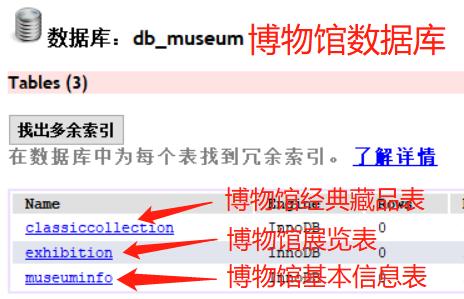 数据库：db_museum 博物馆数据库
Tables (3)
找出多余索引
在数据库中为每个表找到冗余索引。 了解详情
博物馆经典藏品表
Name Engine Rows
classiccollection InnoDB 0
博物馆展览表
exhibition InnoDB 0
museuminfo InnoDB 0
博物馆基本信息表